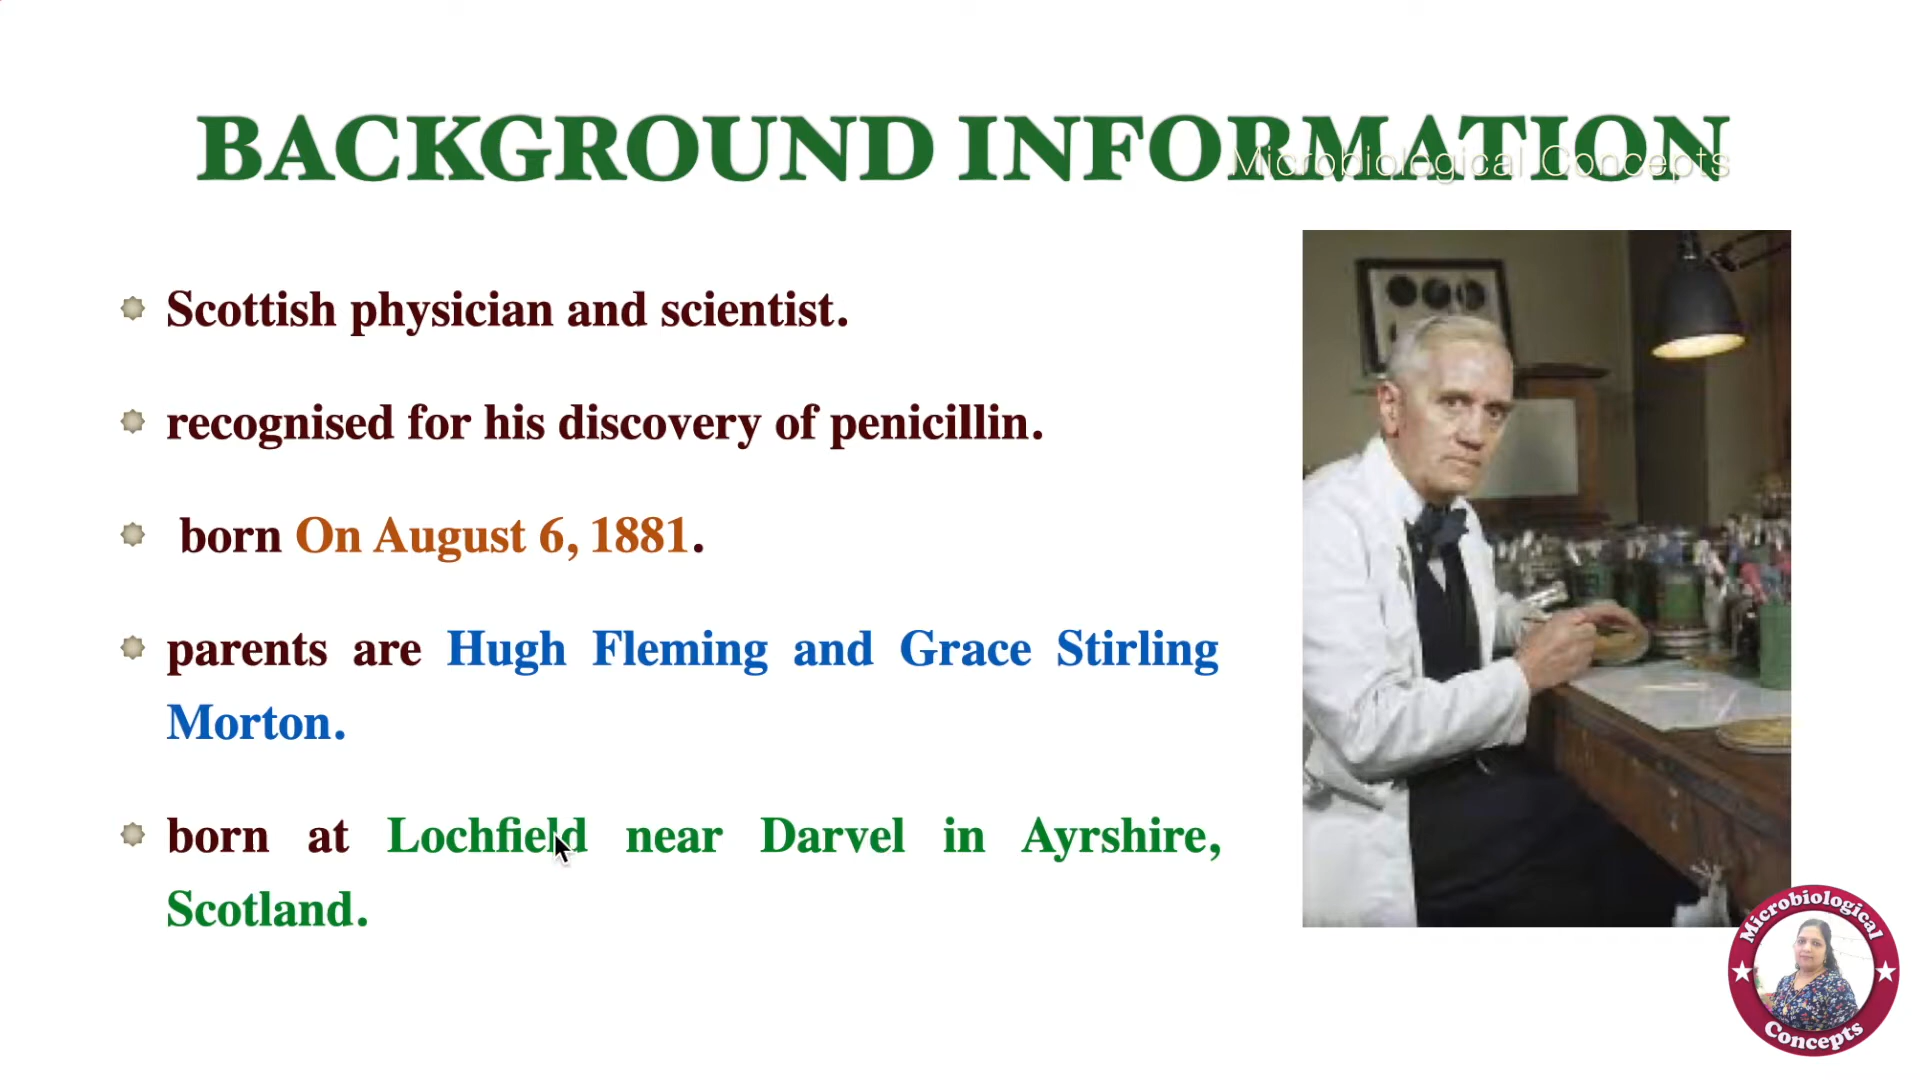 BACKGROUND INFORMATION
Microbiological Concepts
Scottish physician and scientist.
recognised for his discovery of penicillin.
born On August 6, 1881.
parents are Hugh Fleming and Grace Stirling
Morton.
born at Lochfield near Darvel in Ayrshire,
Scotland.
Microbiological
Concepts